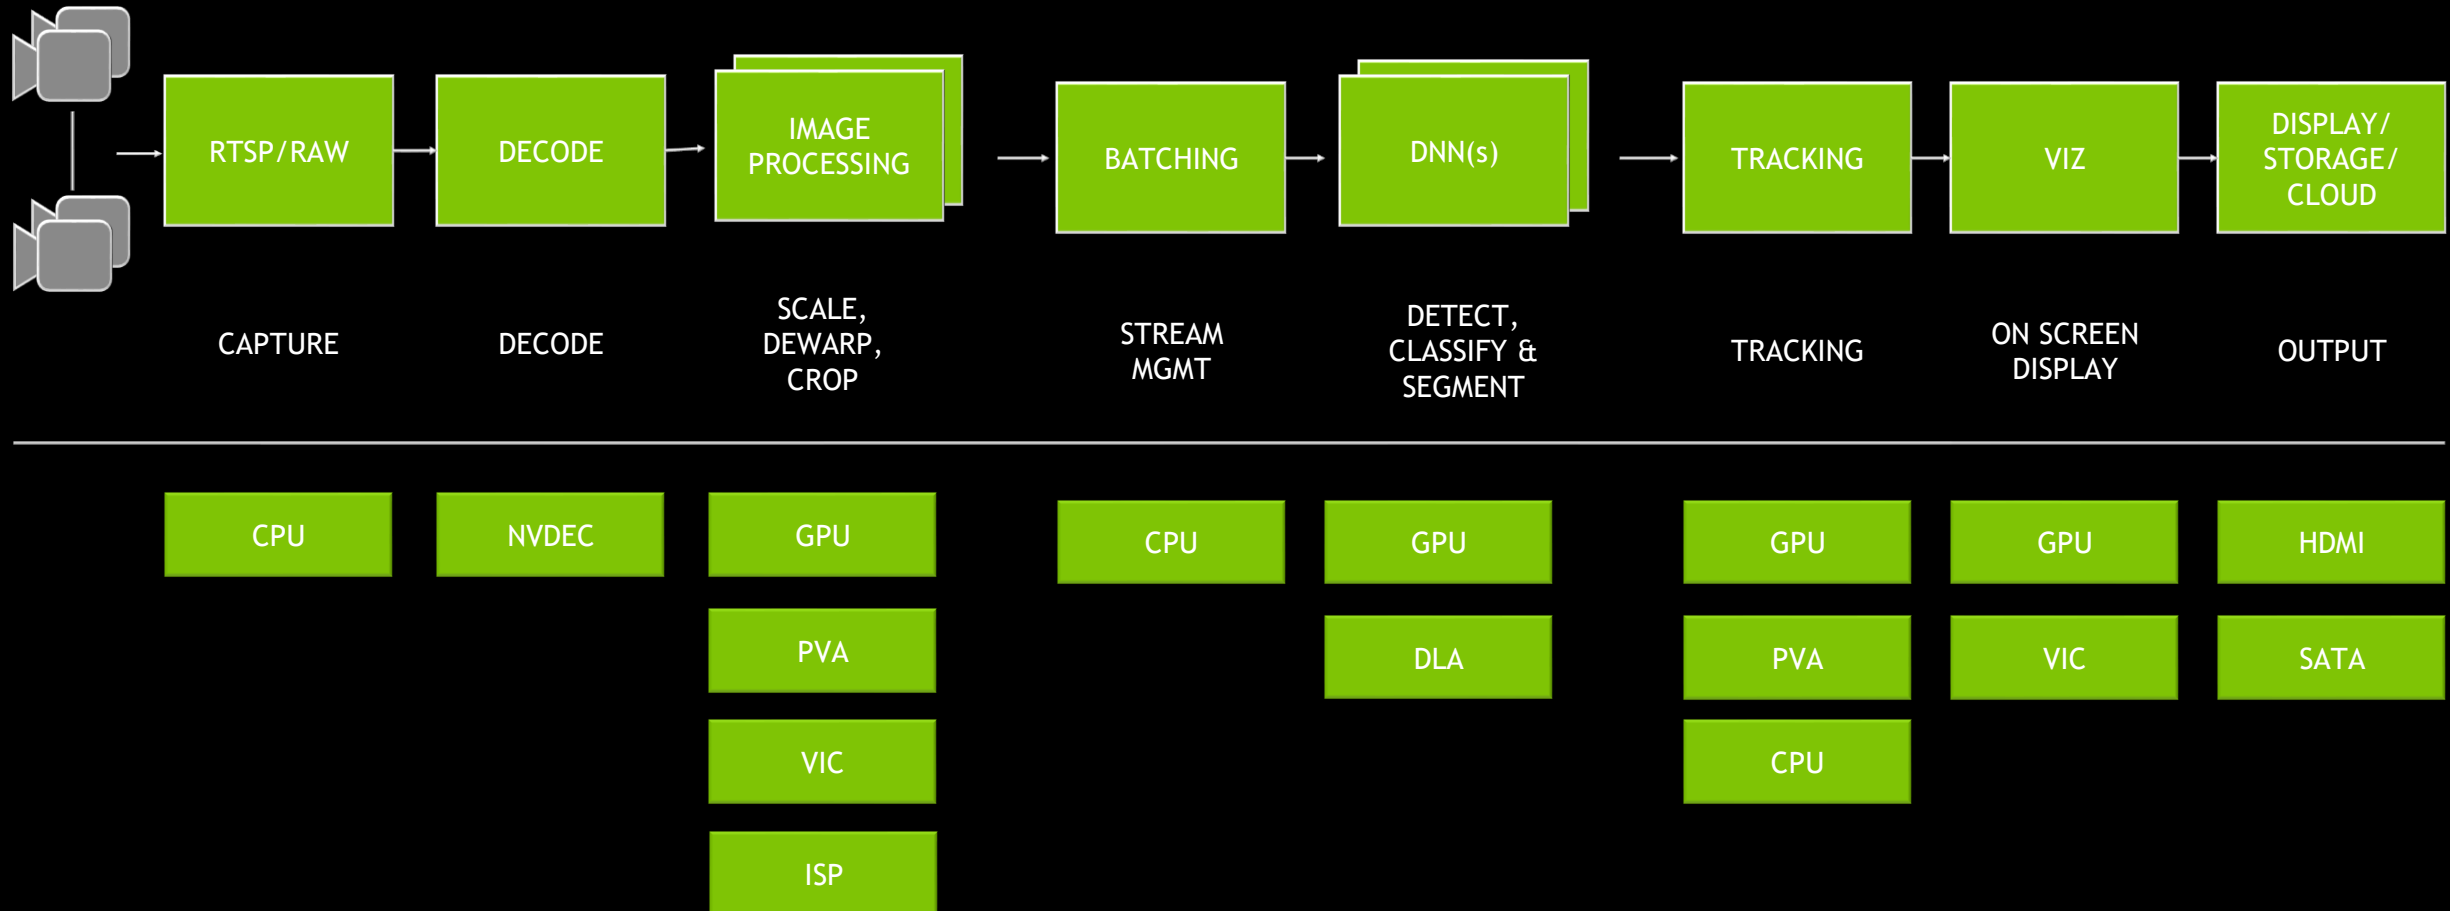 RTSP/RAW
DECODE
IMAGE
PROCESSING
BATCHING
DNN(s)
TRACKING
VIZ
DISPLAY/
STORAGE/
CLOUD
CAPTURE
DECODE
SCALE,
DEWARP,
CROP
STREAM
MGMT
DETECT,
CLASSIFY &
SEGMENT
TRACKING
ON SCREEN
DISPLAY
OUTPUT
CPU
NVDEC
GPU
CPU
GPU
GPU
GPU
HDMI
PVA
DLA
PVA
VIC
SATA
VIC
CPU
ISP